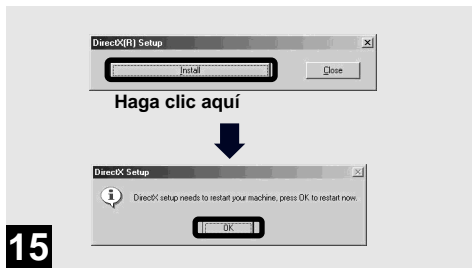 DirectX(R) Setup
Install
Close
Haga clic aquí
DirectX Setup
DirectX setup needs to restart your machine, press OK to restart now.
OK
15